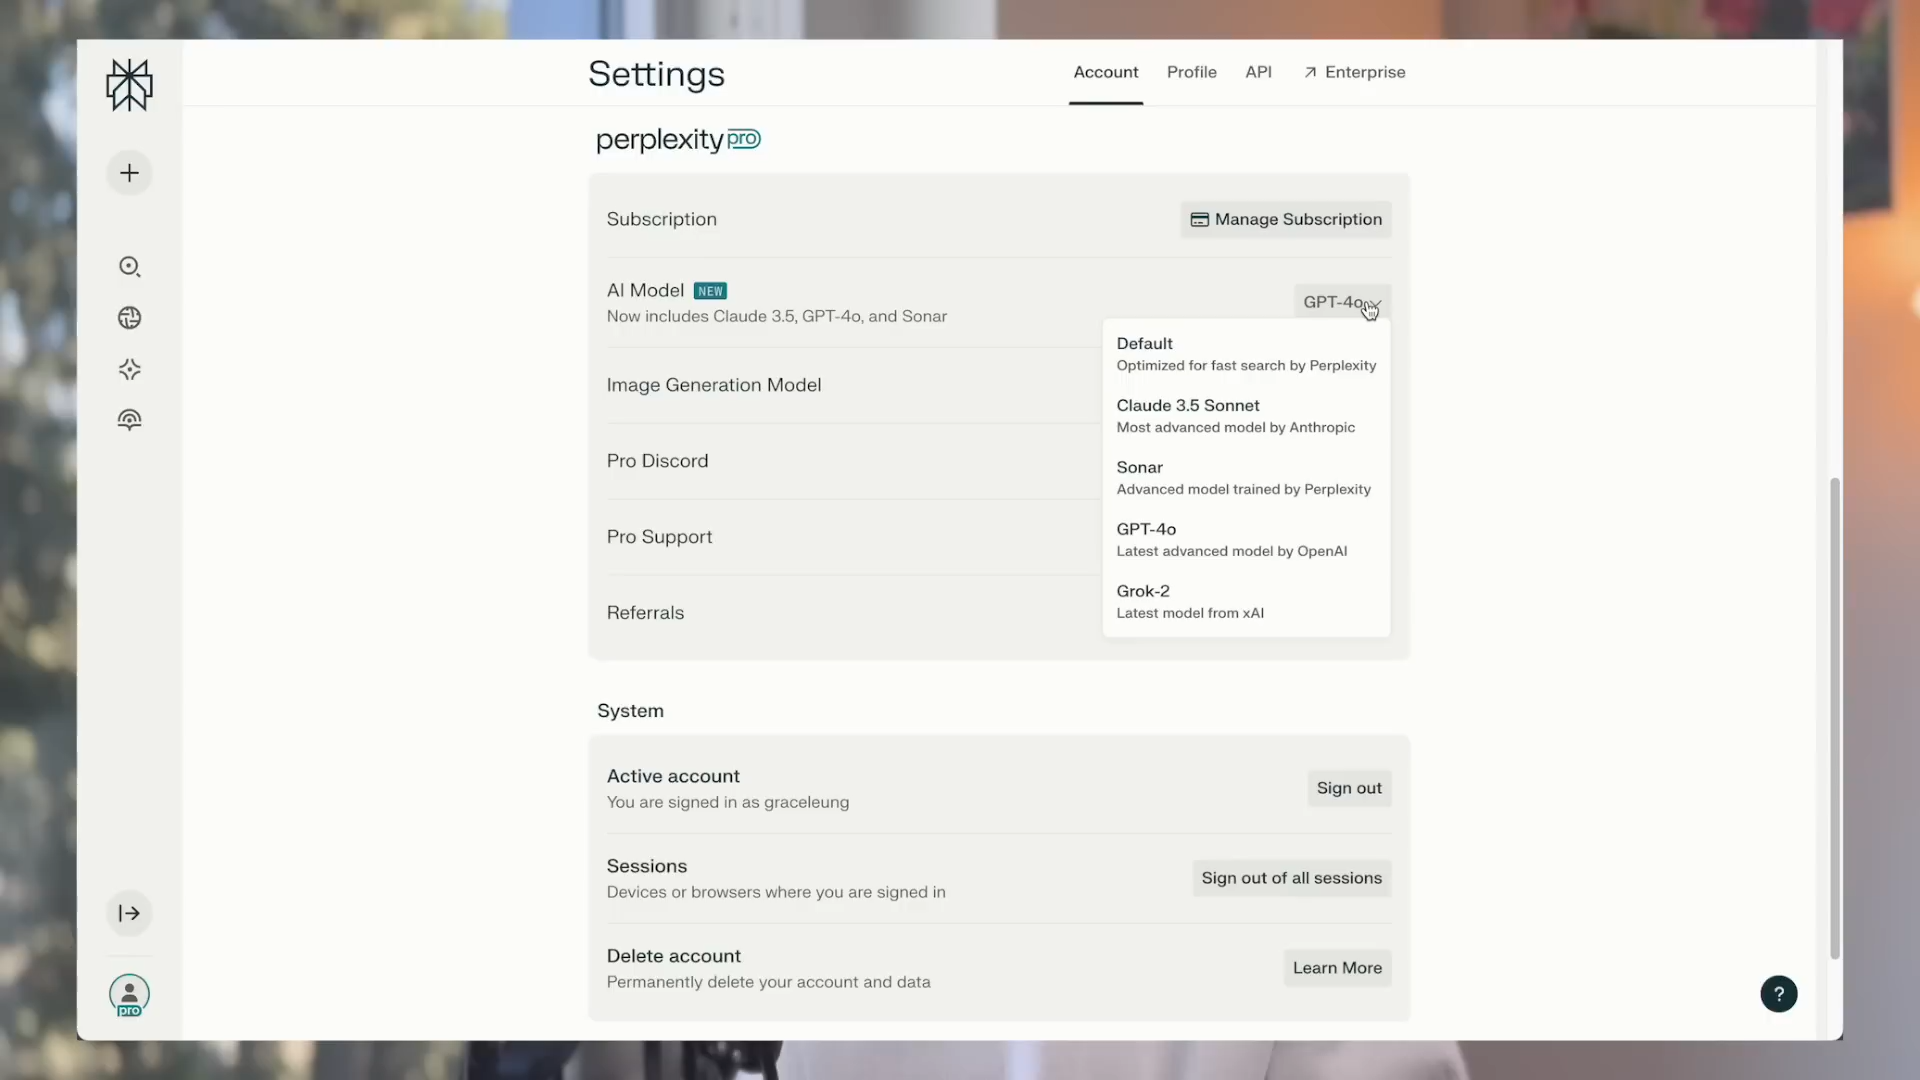 Settings
Account
Profile
API
Enterprise
perplexity pro
Subscription
Manage Subscription
AI Model NEW
Now includes Claude 3.5, GPT-4o, and Sonar
GPT-4o
Default
Optimized for fast search by Perplexity
Claude 3.5 Sonnet
Most advanced model by Anthropic
Sonar
Advanced model trained by Perplexity
GPT-4o
Latest advanced model by OpenAI
Grok-2
Latest model from xAI
Image Generation Model
Pro Discord
Pro Support
Referrals
System
Active account
You are signed in as graceleung
Sign out
Sessions
Devices or browsers where you are signed in
Sign out of all sessions
Delete account
Permanently delete your account and data
Learn More
pro
?